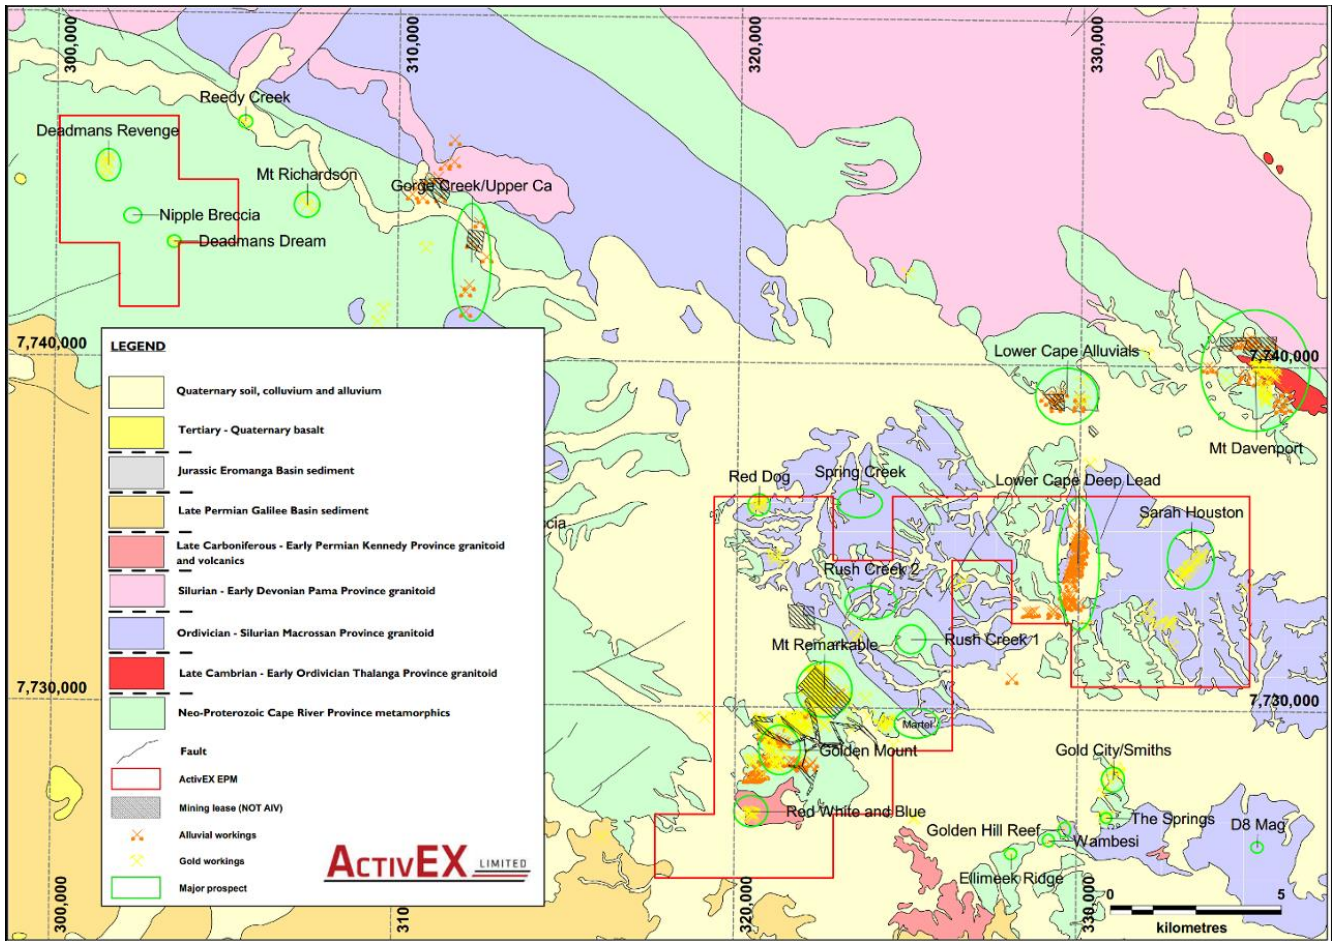 300,000
310,000
320,000
330,000
Reedy Creek
Deadmans Revenge
Mt Richardson
Gorge Creek/Upper Ca
Nipple Breccia
Deadmans Dream
7,740,000
7,740,000
Lower Cape Alluvials
Mt Davenport
LEGEND
Quaternary soil, colluvium and alluvium
Tertiary - Quaternary basalt
Jurassic Eromanga Basin sediment
Late Permian Galilee Basin sediment
Late Carboniferous - Early Permian Kennedy Province granitoid
and volcanics
Silurian - Early Devonian Pama Province granitoid
Ordivician - Silurian Macrossan Province granitoid
Late Cambrian - Early Ordivician Thalanga Province granitoid
Neo-Proterozoic Cape River Province metamorphics
Fault
ActivEX EPM
Mining lease (NOT AIV)
Alluvial workings
Gold workings
Major prospect
ACTIVEX LIMITED
Red Dog
Spring Creek
Lower Cape Deep Lead
Sarah Houston
cia
Rush Creek 2
Rush Creek 1
Mt Remarkable
7,730,000
7,730,000
Martel
Golden Mount
Gold City/Smiths
Red White and Blue
The Springs
D8 Mag
Golden Hill Reef
Wambesi
Ellimeek Ridge
300,000
310
320,000
330,000
0 5
kilometres